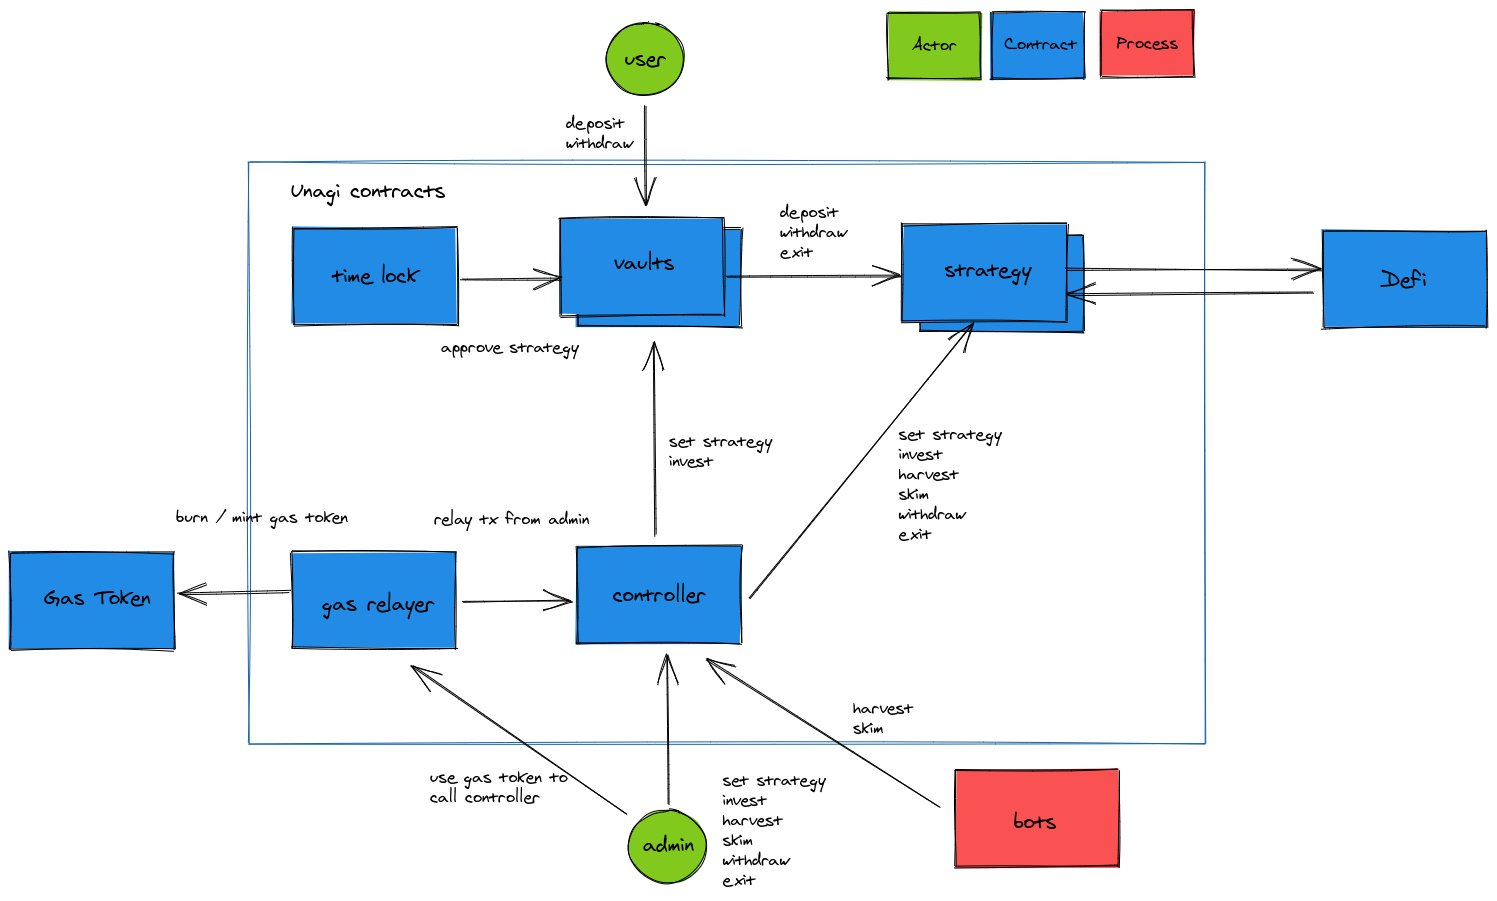 user
Actor
Contract
Process
deposit
withdraw
Unagi contracts
time lock
vaults
deposit
withdraw
exit
strategy
Defi
approve strategy
set strategy
invest
set strategy
invest
harvest
skim
withdraw
exit
burn / mint gas token
relay tx from admin
Gas Token
gas relayer
controller
harvest
skim
use gas token to
call controller
admin
set strategy
invest
harvest
skim
withdraw
exit
bots